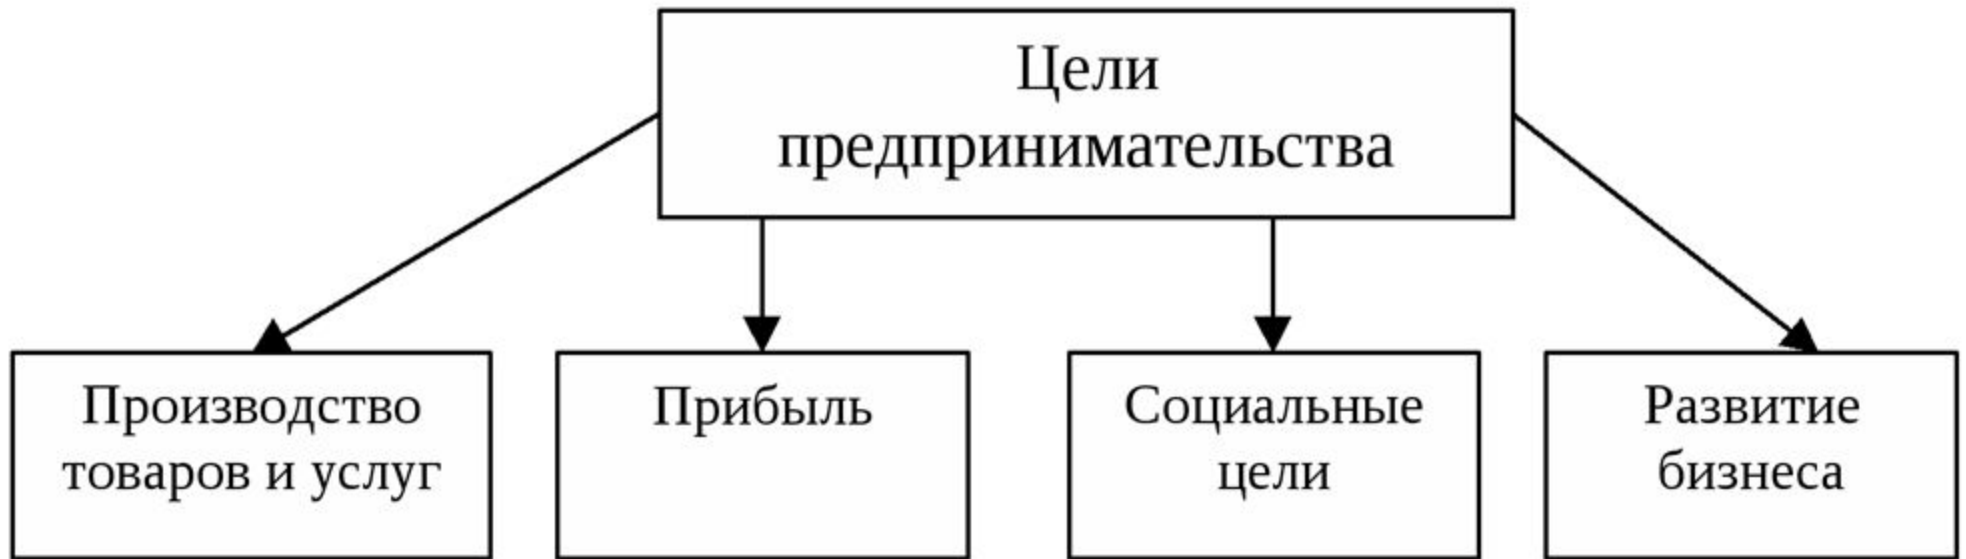 Цели
предпринимательства
Производство
товаров и услуг
Прибыль
Социальные
цели
Развитие
бизнеса